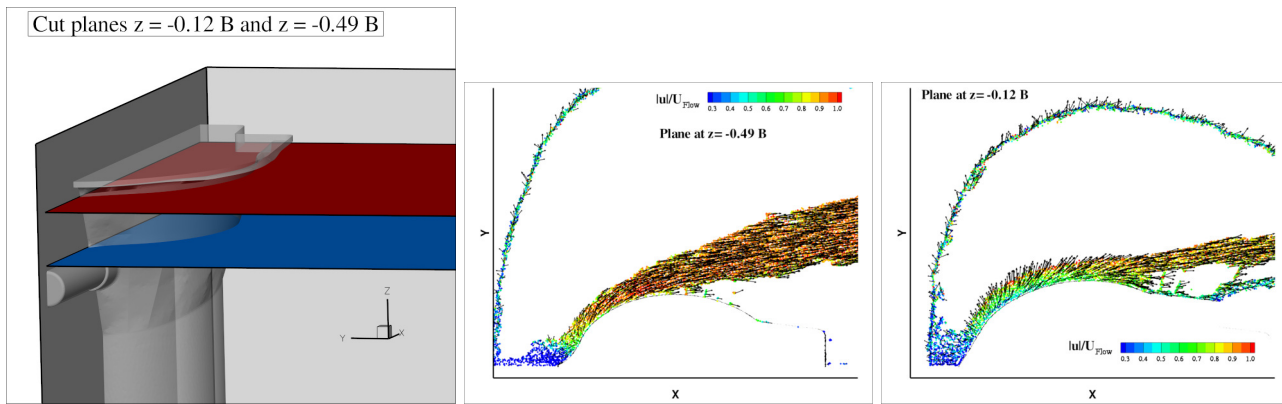 Cut planes z = -0.12 B and z = -0.49 B
Z
Y
X
|u|/U_Flow
0.3 0.4 0.5 0.6 0.7 0.8 0.9 1.0
Plane at z= -0.49 B
Y
X
Plane at z= -0.12 B
Y
|u|/U_Flow
0.3 0.4 0.5 0.6 0.7 0.8 0.9 1.0
X